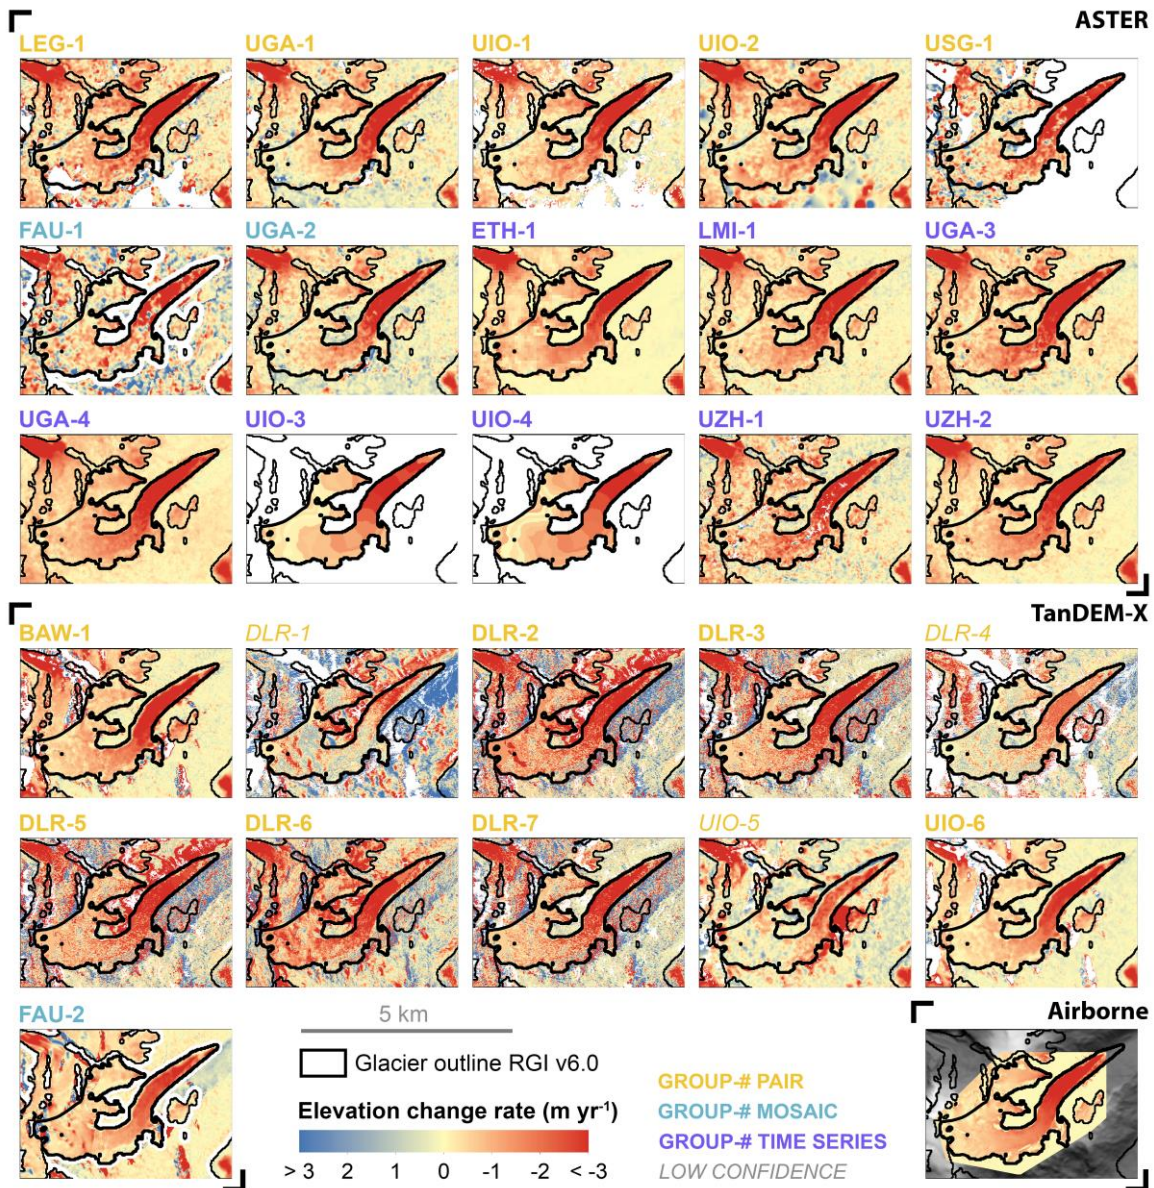 ASTER
LEG-1 UGA-1 UIO-1 UIO-2 USG-1
FAU-1 UGA-2 ETH-1 LMI-1 UGA-3
UGA-4 UIO-3 UIO-4 UZH-1 UZH-2
TanDEM-X
BAW-1 DLR-1 DLR-2 DLR-3 DLR-4
DLR-5 DLR-6 DLR-7 UIO-5 UIO-6
FAU-2
5 km
Glacier outline RGI v6.0
Elevation change rate (m yr⁻¹)
> 3 2 1 0 -1 -2 < -3
GROUP-# PAIR
GROUP-# MOSAIC
GROUP-# TIME SERIES
LOW CONFIDENCE
Airborne